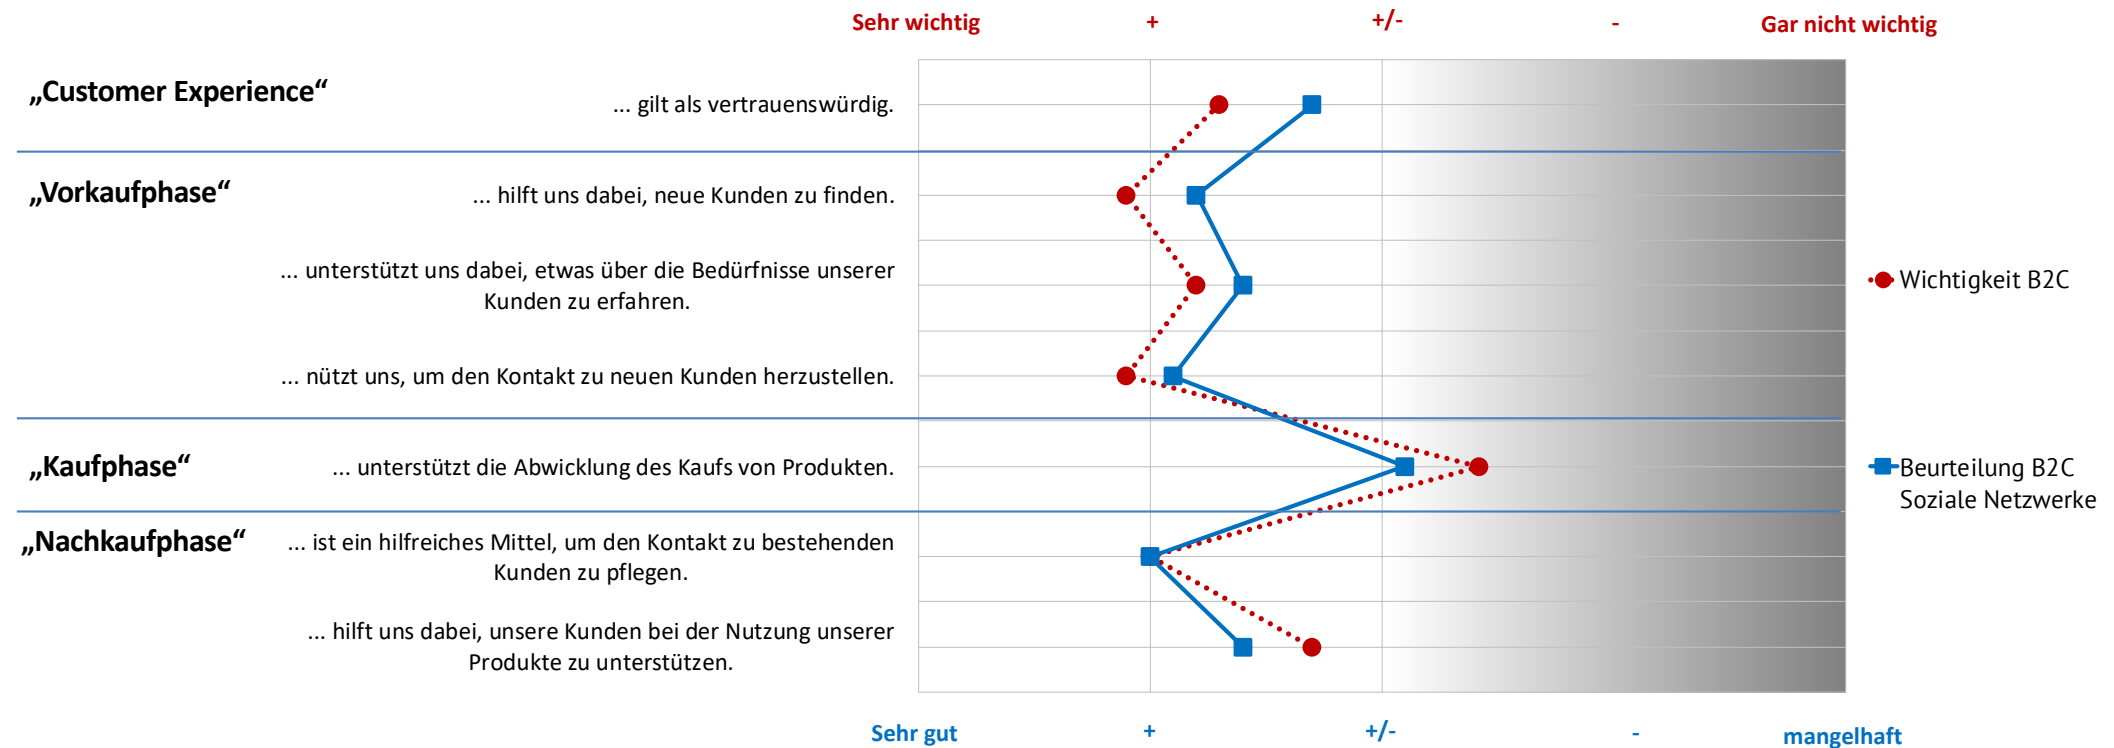 Sehr wichtig + +/- - Gar nicht wichtig
„Customer Experience“
... gilt als vertrauenswürdig.
„Vorkaufphase“
... hilft uns dabei, neue Kunden zu finden.
... unterstützt uns dabei, etwas über die Bedürfnisse unserer
Kunden zu erfahren.
... nützt uns, um den Kontakt zu neuen Kunden herzustellen.
„Kaufphase“
... unterstützt die Abwicklung des Kaufs von Produkten.
„Nachkaufphase“
... ist ein hilfreiches Mittel, um den Kontakt zu bestehenden
Kunden zu pflegen.
... hilft uns dabei, unsere Kunden bei der Nutzung unserer
Produkte zu unterstützen.
Wichtigkeit B2C
Beurteilung B2C
Soziale Netzwerke
Sehr gut + +/- - mangelhaft